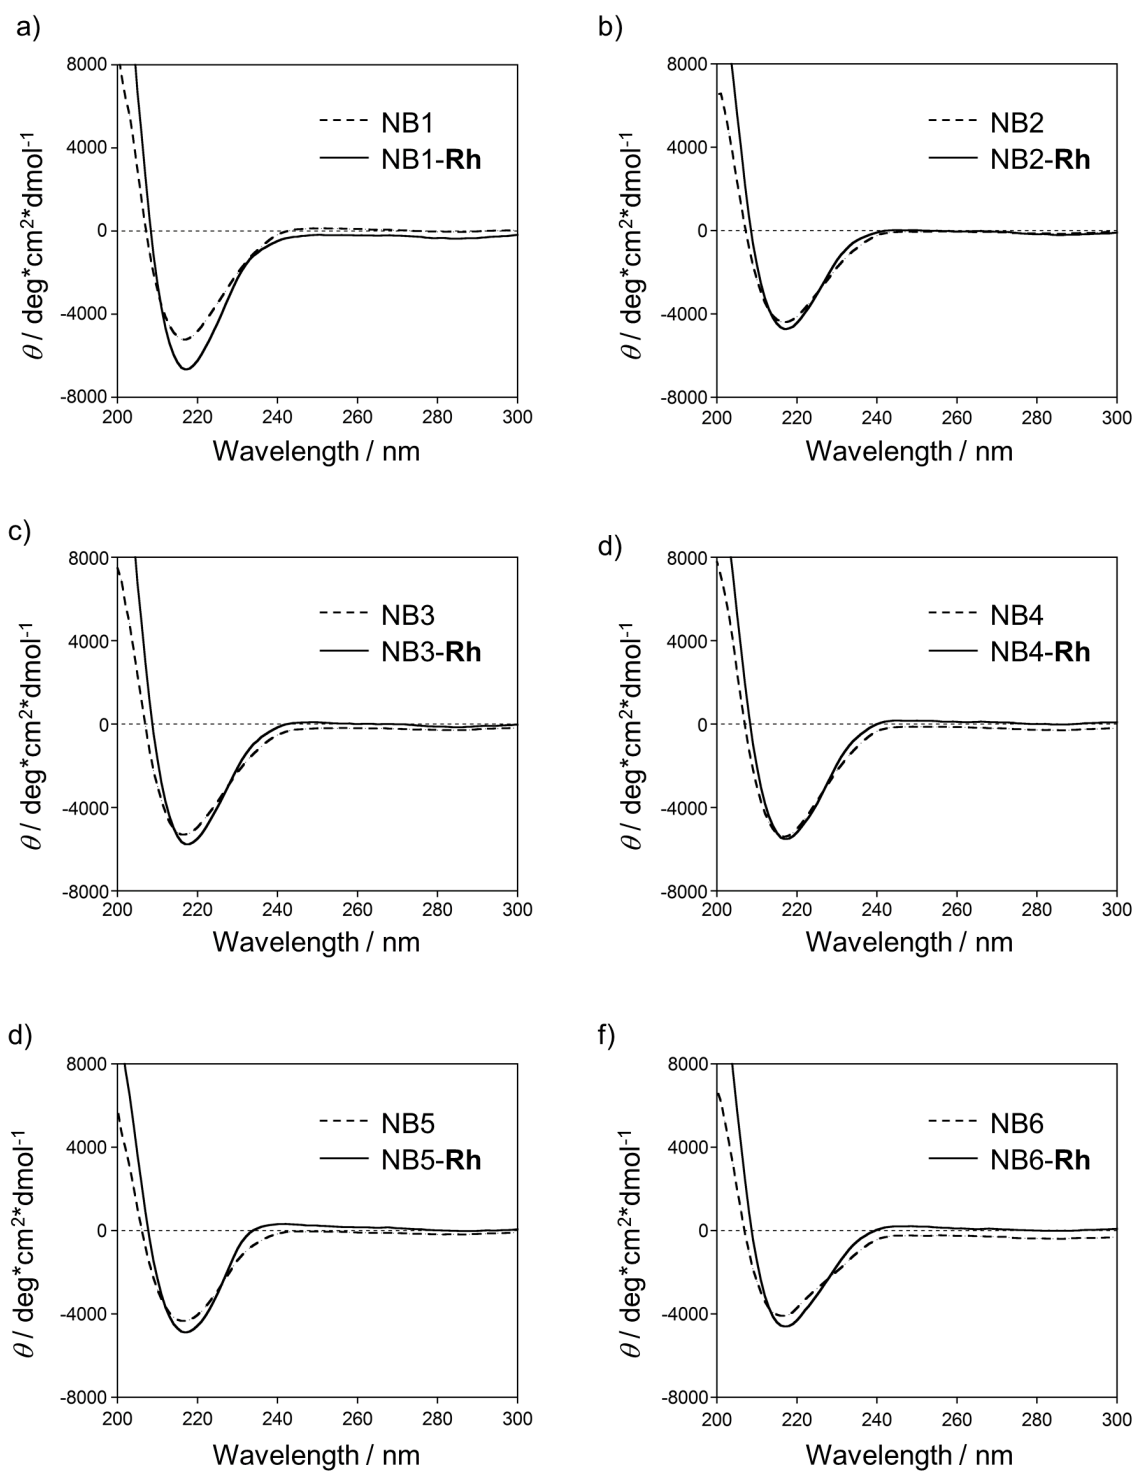 a)
8000
4000
0
-4000
-8000
θ / deg*cm²*dmol⁻¹
NB1
NB1-Rh
200 220 240 260 280 300
Wavelength / nm
b)
8000
4000
0
-4000
-8000
θ / deg*cm²*dmol⁻¹
NB2
NB2-Rh
200 220 240 260 280 300
Wavelength / nm
c)
8000
4000
0
-4000
-8000
θ / deg*cm²*dmol⁻¹
NB3
NB3-Rh
200 220 240 260 280 300
Wavelength / nm
d)
8000
4000
0
-4000
-8000
θ / deg*cm²*dmol⁻¹
NB4
NB4-Rh
200 220 240 260 280 300
Wavelength / nm
d)
8000
4000
0
-4000
-8000
θ / deg*cm²*dmol⁻¹
NB5
NB5-Rh
200 220 240 260 280 300
Wavelength / nm
f)
8000
4000
0
-4000
-8000
θ / deg*cm²*dmol⁻¹
NB6
NB6-Rh
200 220 240 260 280 300
Wavelength / nm